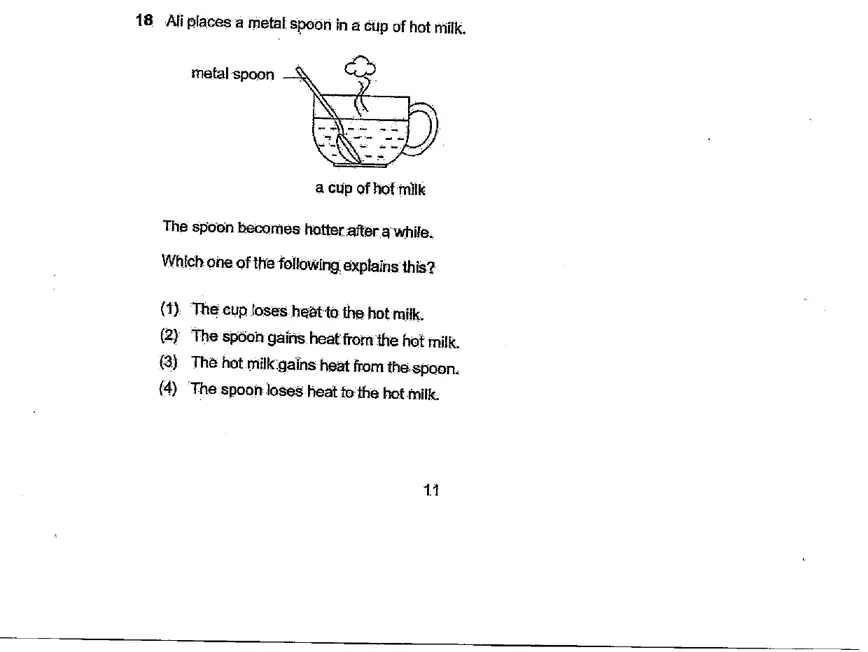 18 Ali places a metal spoon in a cup of hot milk.
metal spoon
a cup of hot milk
The spoon becomes hotter after a while.
Which one of the following explains this?
(1) The cup loses heat to the hot milk.
(2) The spoon gains heat from the hot milk.
(3) The hot milk gains heat from the spoon.
(4) The spoon loses heat to the hot milk.
11